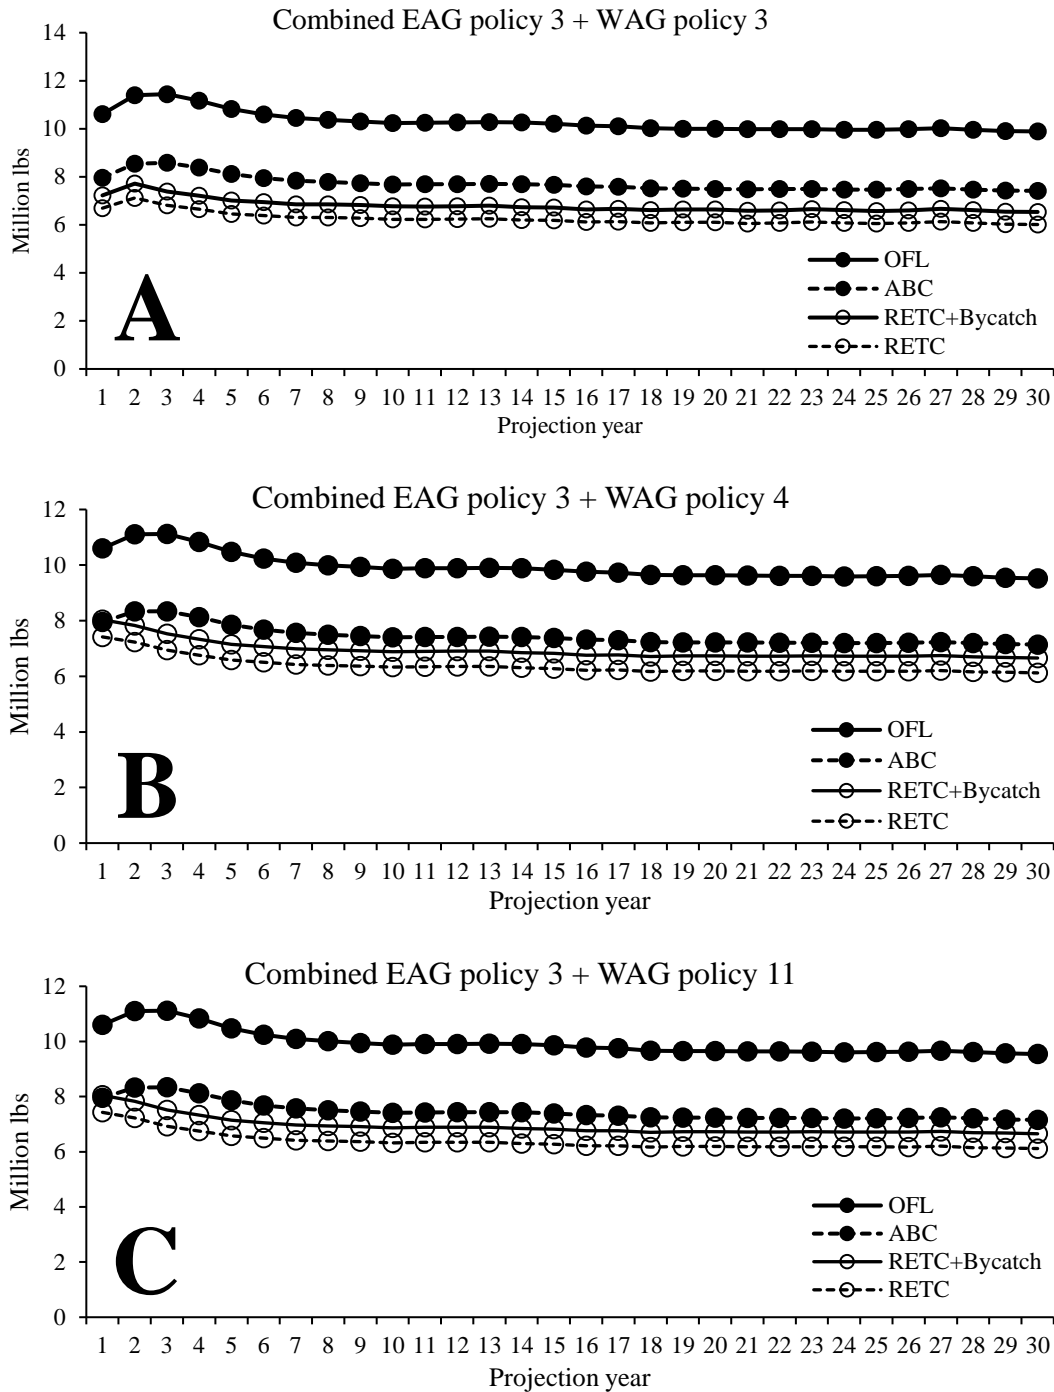 Combined EAG policy 3 + WAG policy 3
14
12
10
8
6
4
2
0
Million lbs
A
OFL
ABC
RETC+Bycatch
RETC
1 2 3 4 5 6 7 8 9 10 11 12 13 14 15 16 17 18 19 20 21 22 23 24 25 26 27 28 29 30
Projection year
Combined EAG policy 3 + WAG policy 4
12
10
8
6
4
2
0
Million lbs
B
OFL
ABC
RETC+Bycatch
RETC
1 2 3 4 5 6 7 8 9 10 11 12 13 14 15 16 17 18 19 20 21 22 23 24 25 26 27 28 29 30
Projection year
Combined EAG policy 3 + WAG policy 11
12
10
8
6
4
2
0
Million lbs
C
OFL
ABC
RETC+Bycatch
RETC
1 2 3 4 5 6 7 8 9 10 11 12 13 14 15 16 17 18 19 20 21 22 23 24 25 26 27 28 29 30
Projection year